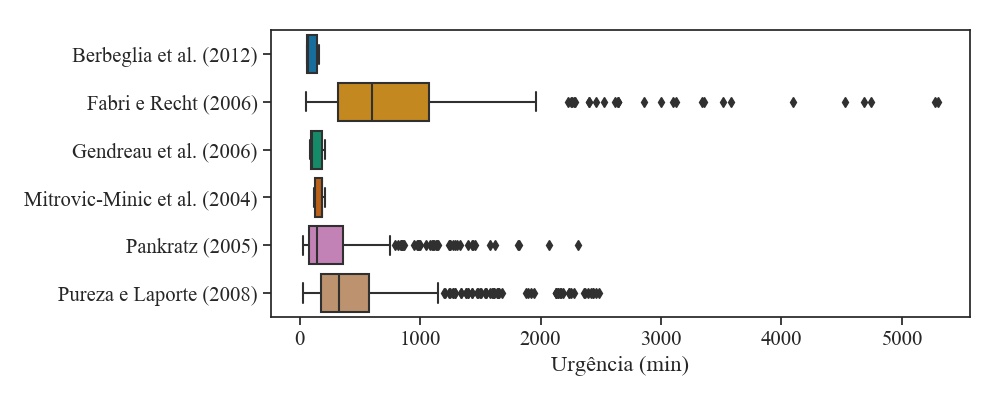 Berbeglia et al. (2012)
Fabri e Recht (2006)
Gendreau et al. (2006)
Mitrovic-Minic et al. (2004)
Pankratz (2005)
Pureza e Laporte (2008)
0 1000 2000 3000 4000 5000
Urgência (min)